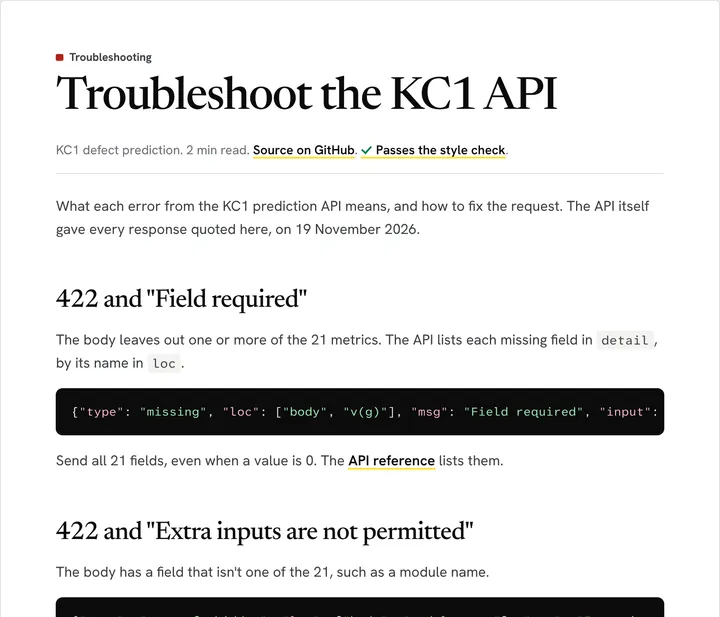 Troubleshooting
Troubleshoot the KC1 API
KC1 defect prediction. 2 min read. Source on GitHub. ✓ Passes the style check.
What each error from the KC1 prediction API means, and how to fix the request. The API itself
gave every response quoted here, on 19 November 2026.
422 and "Field required"
The body leaves out one or more of the 21 metrics. The API lists each missing field in detail,
by its name in loc.
{"type": "missing", "loc": ["body", "v(g)"], "msg": "Field required", "input":
Send all 21 fields, even when a value is 0. The API reference lists them.
422 and "Extra inputs are not permitted"
The body has a field that isn't one of the 21, such as a module name.